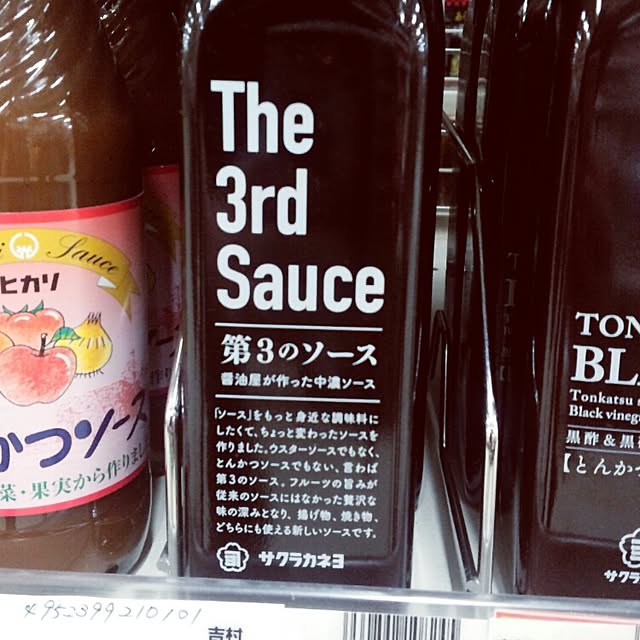 The
3rd
Sauce
第3のソース
醤油屋が作った中濃ソース
「ソース」をもっと身近な調味料に
したくて、ちょっと変わったソースを
作りました。ウスターソースでもなく、
とんかつソースでもない、言わば
第3のソース。フルーツの旨みが
従来のソースにはなかった贅沢な
味の深みとなり、揚げ物、焼き物、
どちらにも使える新しいソースです。
サクラカネヨ
Sauce
ヒカリ
かつソース
菜・果実から作りまし
TON
BL
Tonkatsu s
Black vineg
黒酢&黒
【とんか
サク
4952399210101
吉村